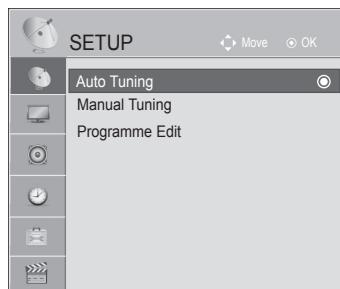 SETUP
Move OK
Auto Tuning
Manual Tuning
Programme Edit